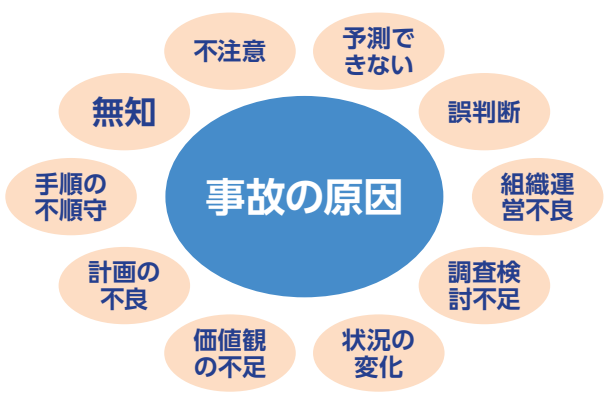 不注意
予測で
きない
無知
誤判断
事故の原因
手順の
不順守
組織運
営不良
計画の
不良
調査検
討不足
価値観
の不足
状況の
変化